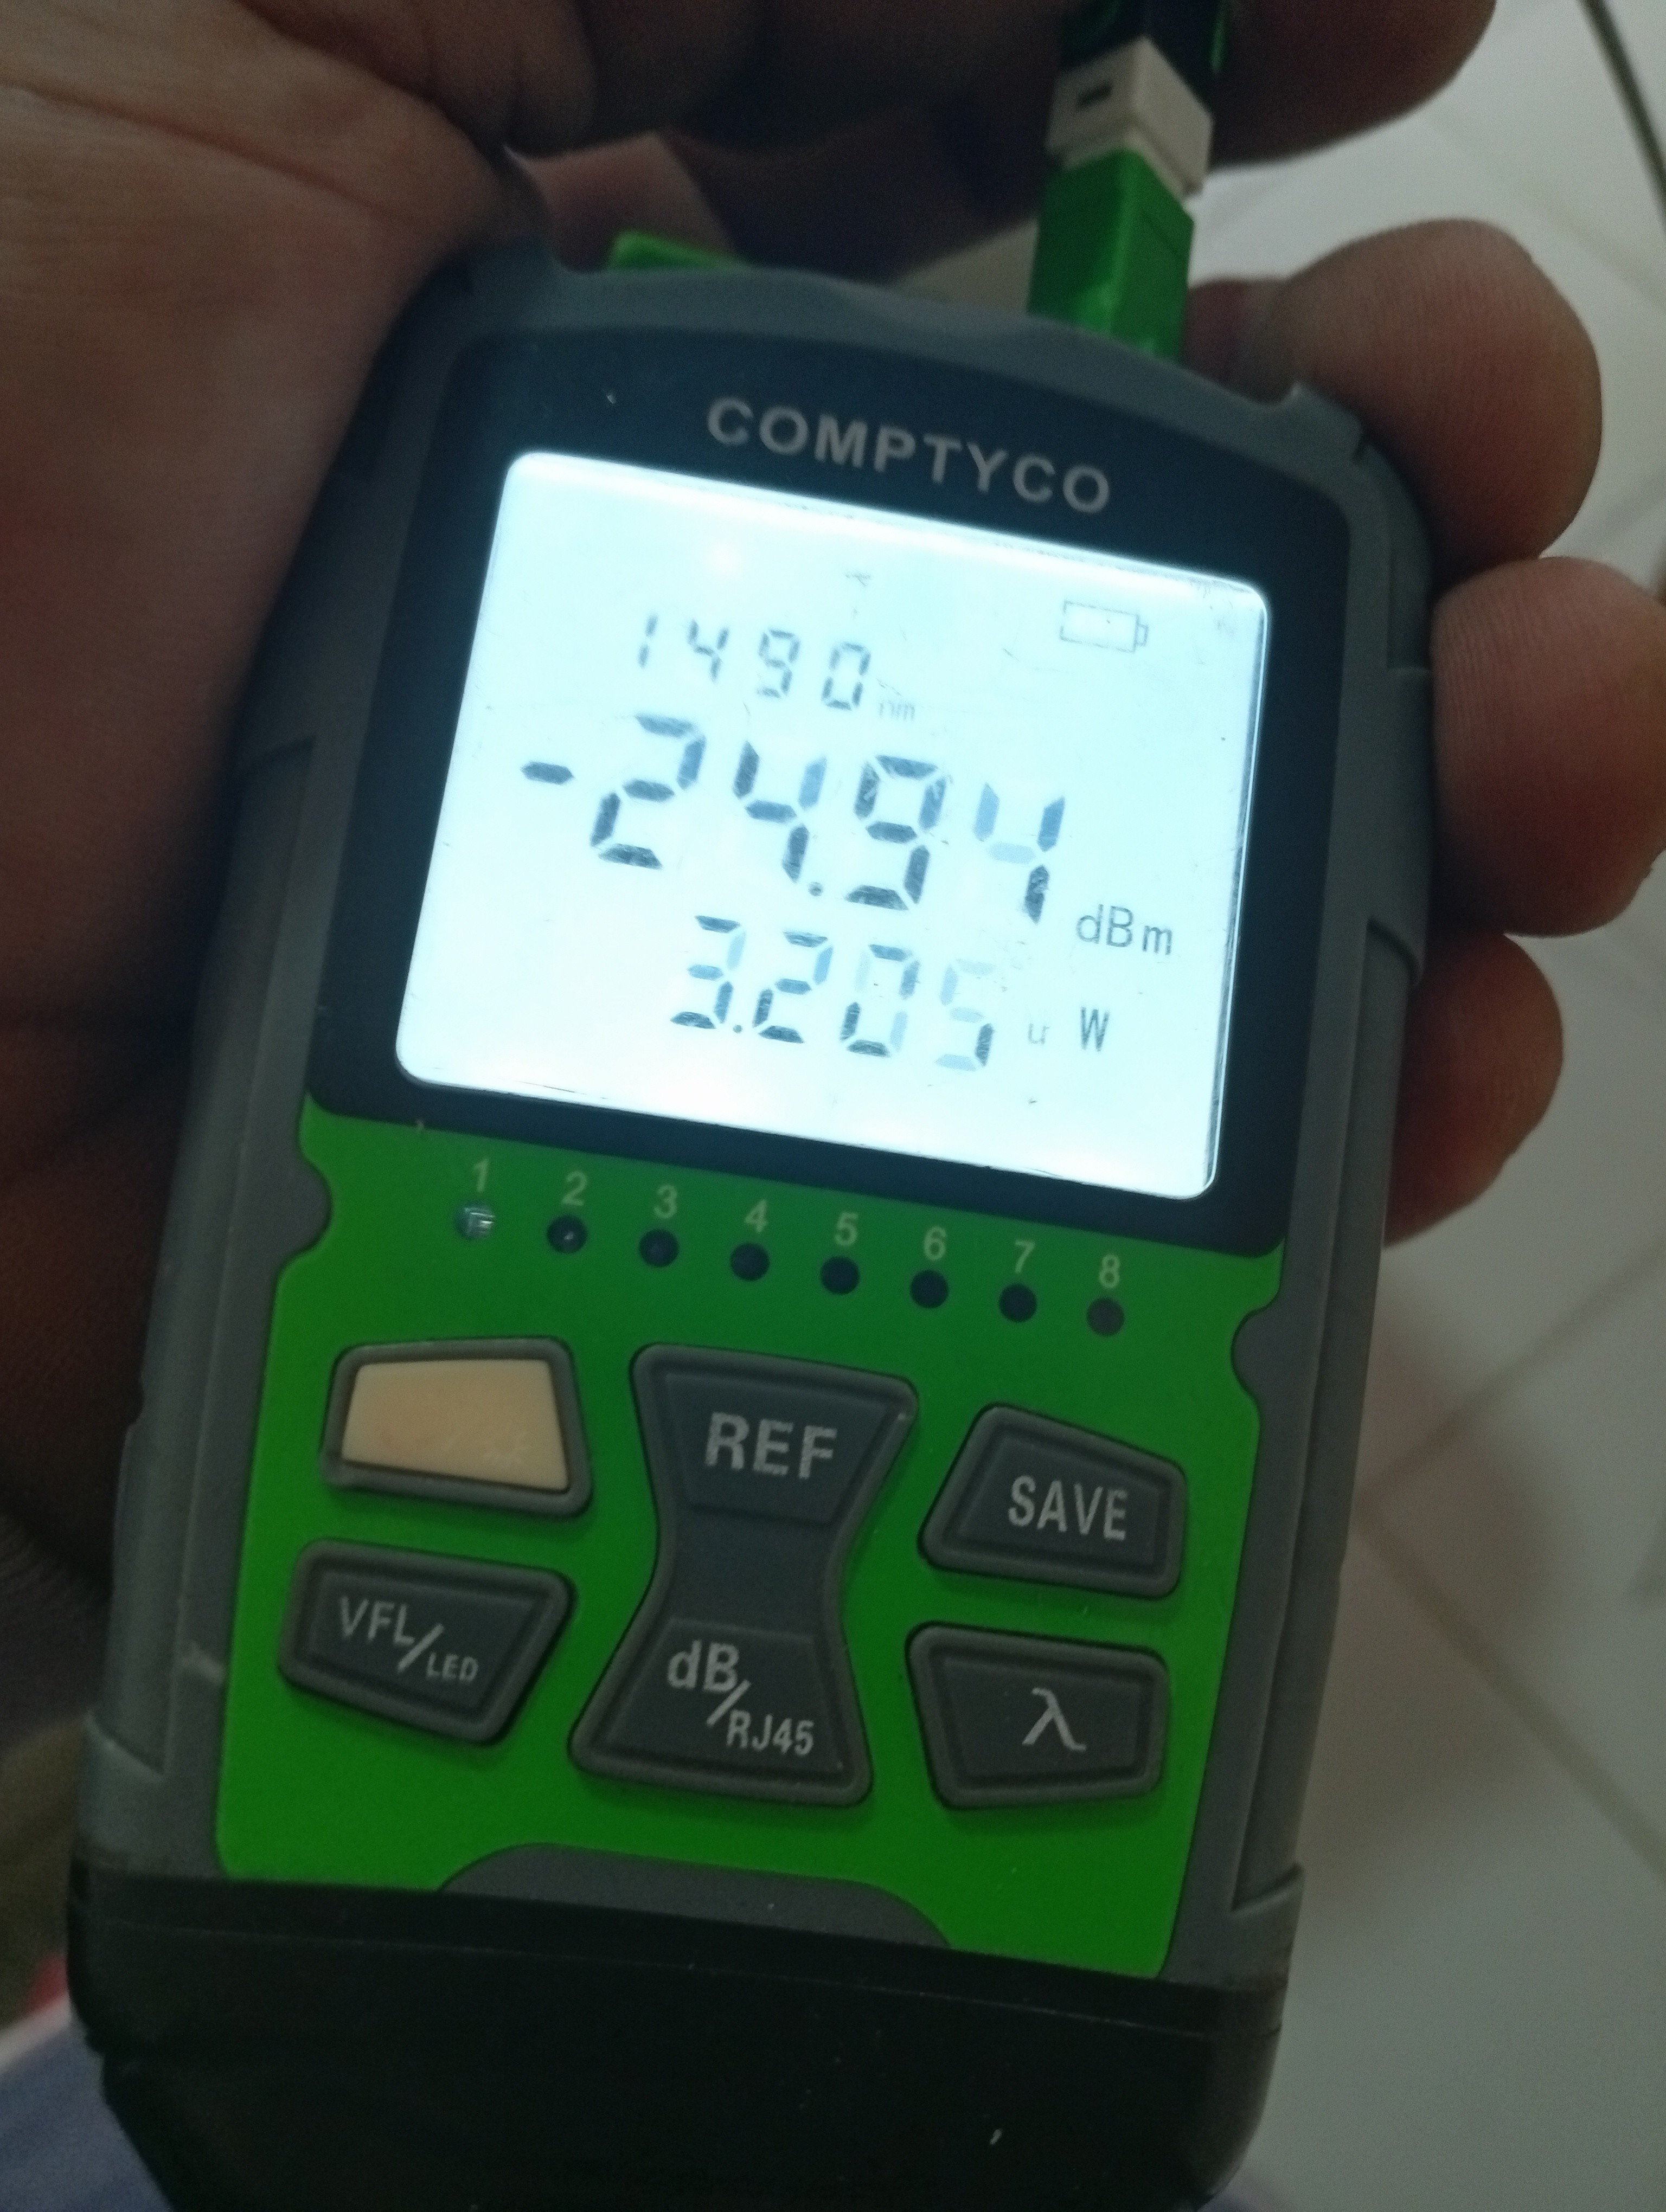 COMPTYCO
1490 nm
-24.94 dBm
3.205 u W
1 2 3 4 5 6 7 8
REF
SAVE
VFL/LED
dB/RJ45
λ